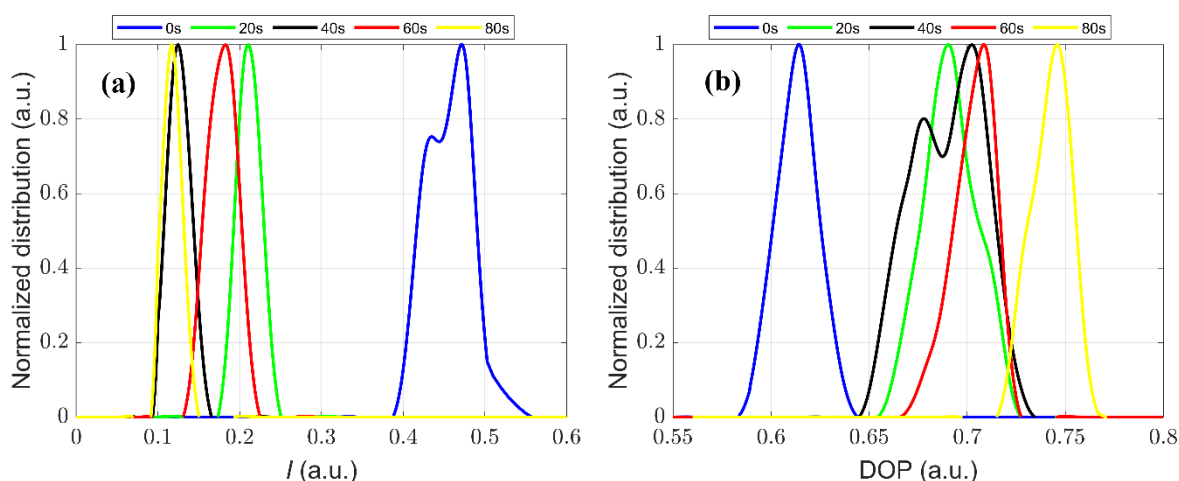 0s 20s 40s 60s 80s
(a)
Normalized distribution (a.u.)
1
0.8
0.6
0.4
0.2
0
0 0.1 0.2 0.3 0.4 0.5 0.6
I (a.u.)
0s 20s 40s 60s 80s
(b)
Normalized distribution (a.u.)
1
0.8
0.6
0.4
0.2
0
0.55 0.6 0.65 0.7 0.75 0.8
DOP (a.u.)